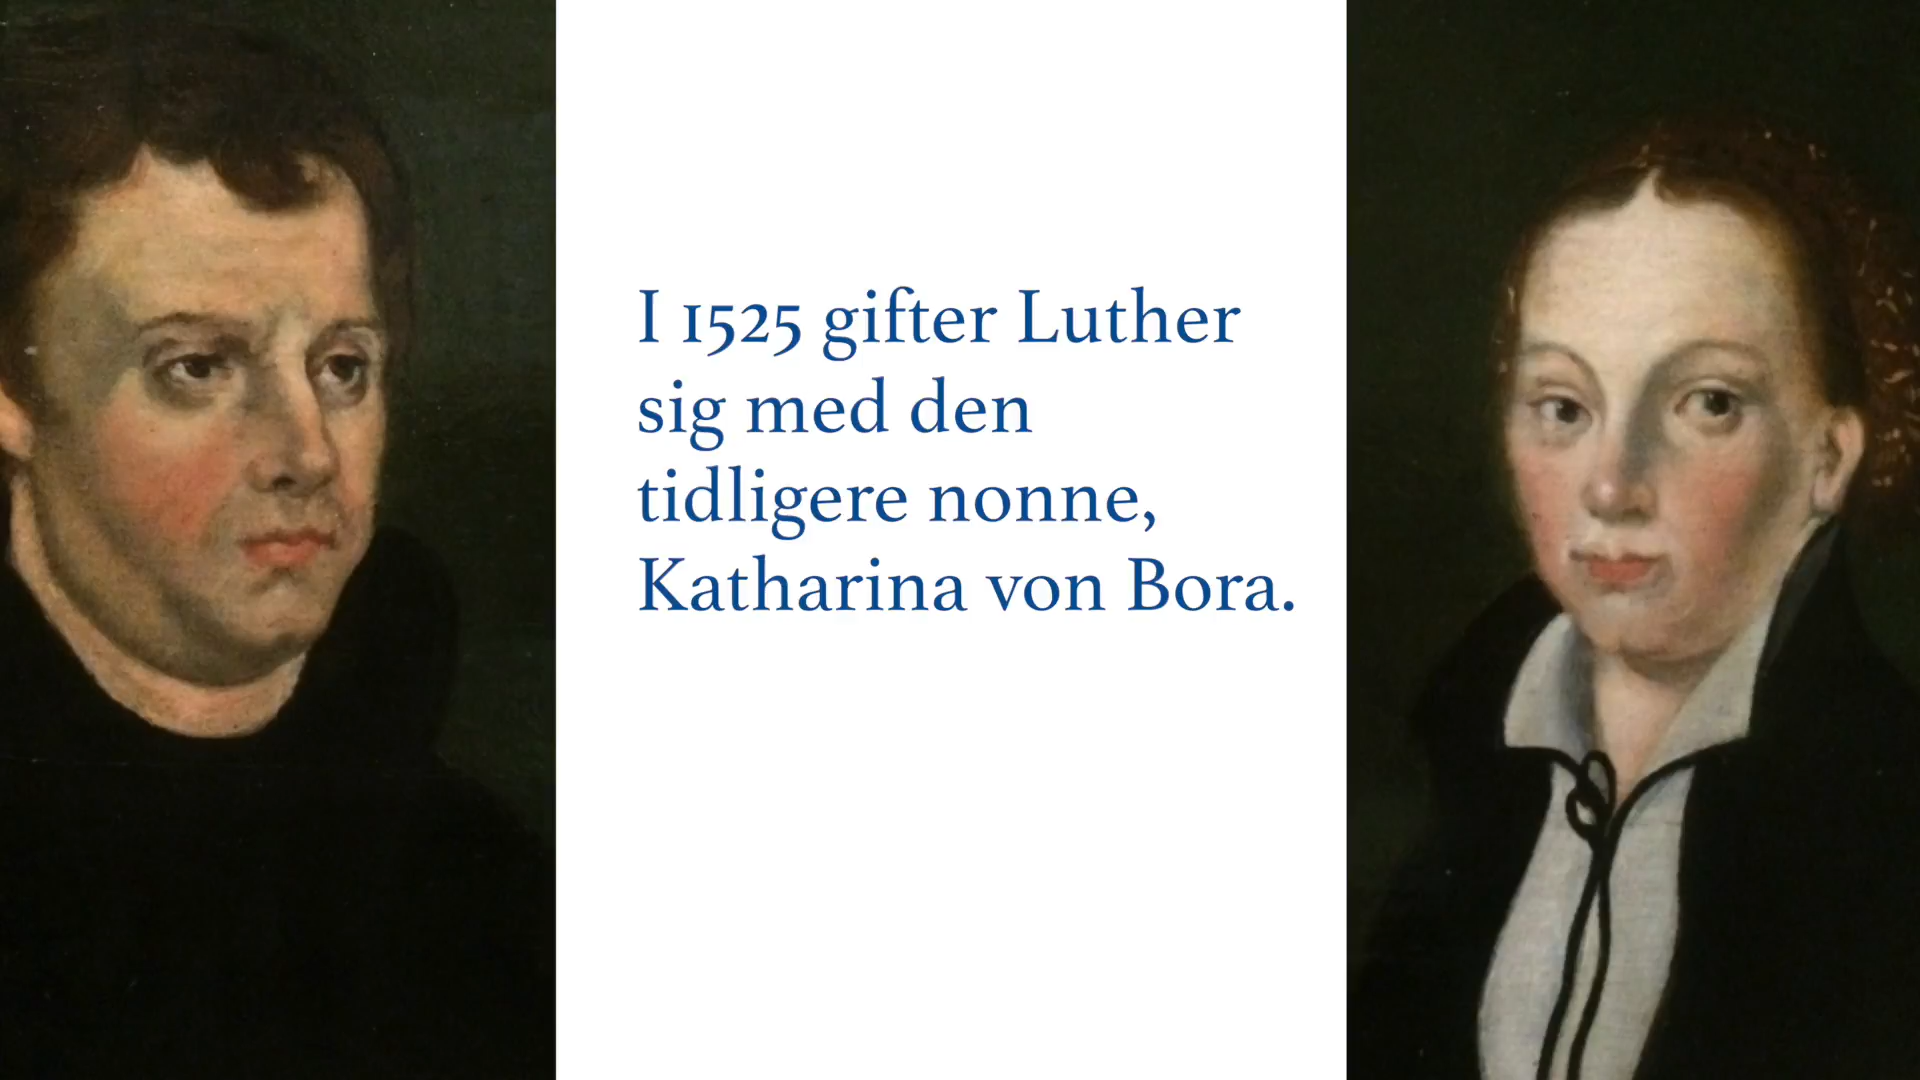 I 1525 gifter Luther
sig med den
tidligere nonne,
Katharina von Bora.